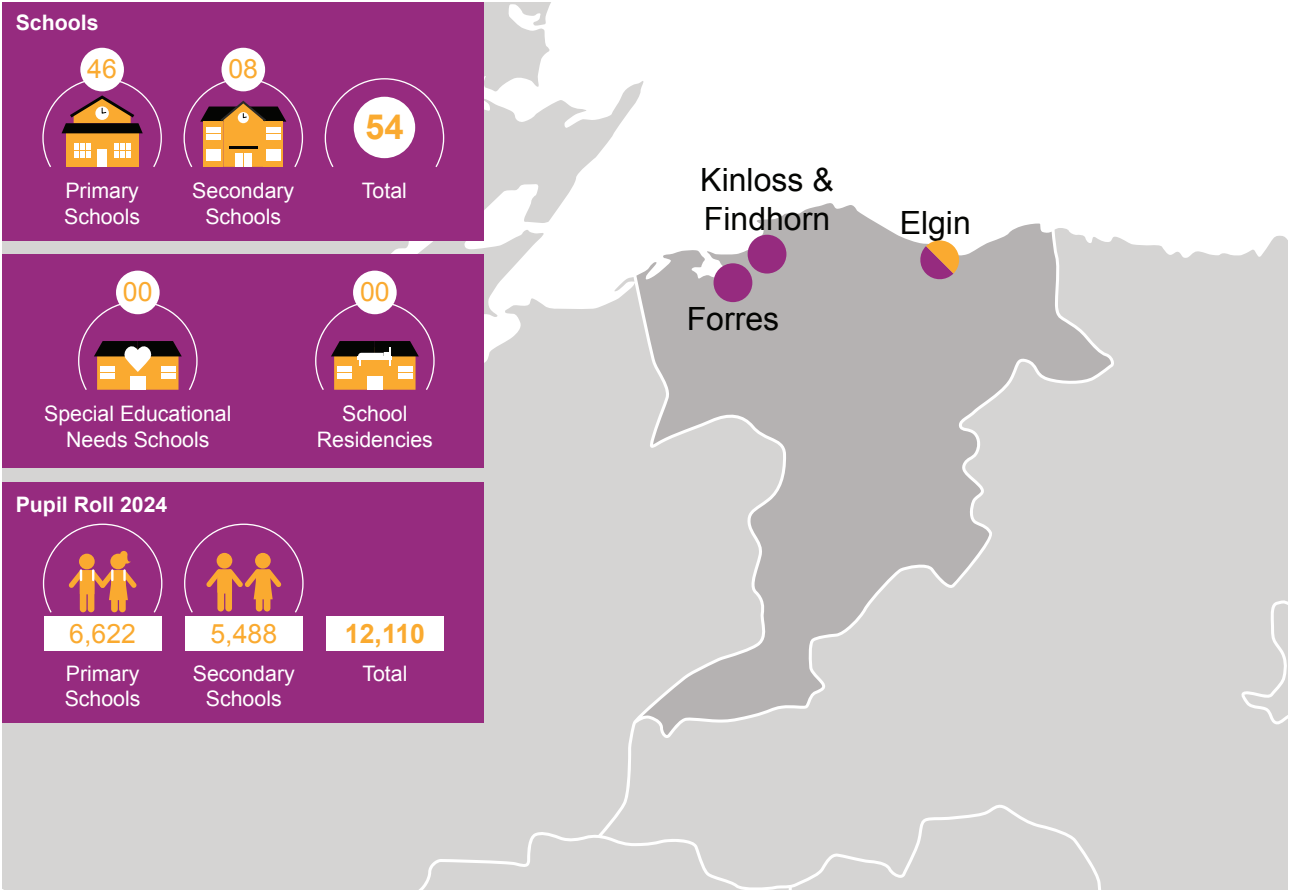 Schools
46
08
54
Primary
Schools
Secondary
Schools
Total
00
00
Special Educational
Needs Schools
School
Residencies
Pupil Roll 2024
6,622
5,488
12,110
Primary
Schools
Secondary
Schools
Total
Kinloss &
Findhorn
Elgin
Forres